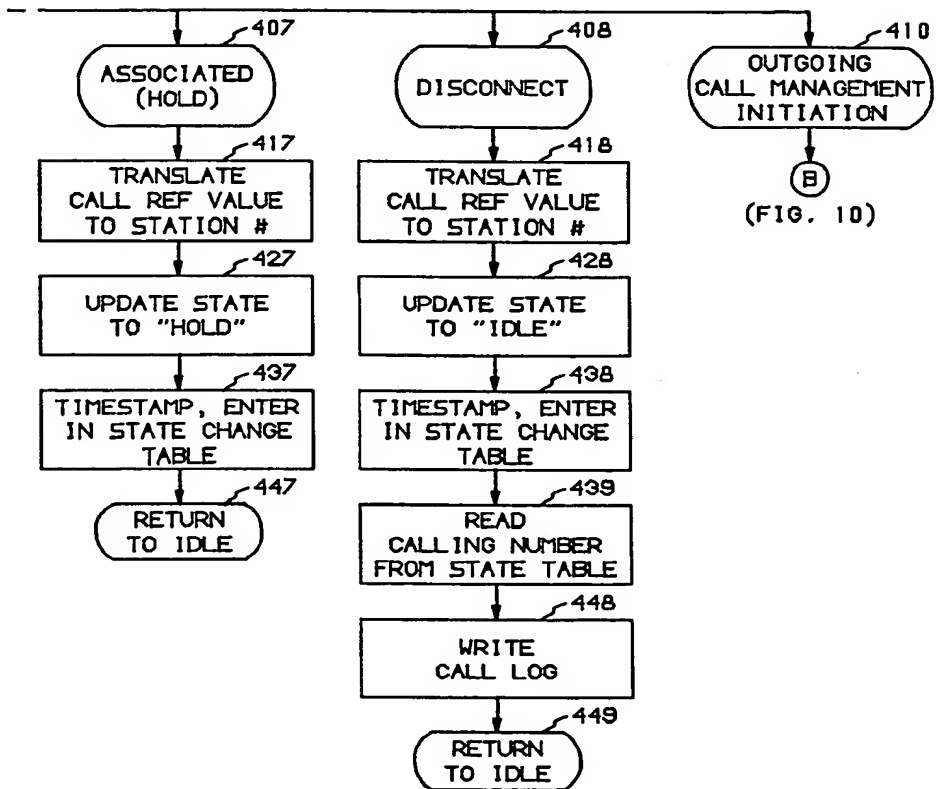 407
ASSOCIATED
(HOLD)
417
TRANSLATE
CALL REF VALUE
TO STATION #
427
UPDATE STATE
TO "HOLD"
437
TIMESTAMP, ENTER
IN STATE CHANGE
TABLE
447
RETURN
TO IDLE
408
DISCONNECT
418
TRANSLATE
CALL REF VALUE
TO STATION #
428
UPDATE STATE
TO "IDLE"
438
TIMESTAMP, ENTER
IN STATE CHANGE
TABLE
439
READ
CALLING NUMBER
FROM STATE TABLE
448
WRITE
CALL LOG
449
RETURN
TO IDLE
410
OUTGOING
CALL MANAGEMENT
INITIATION
B
(FIG. 10)